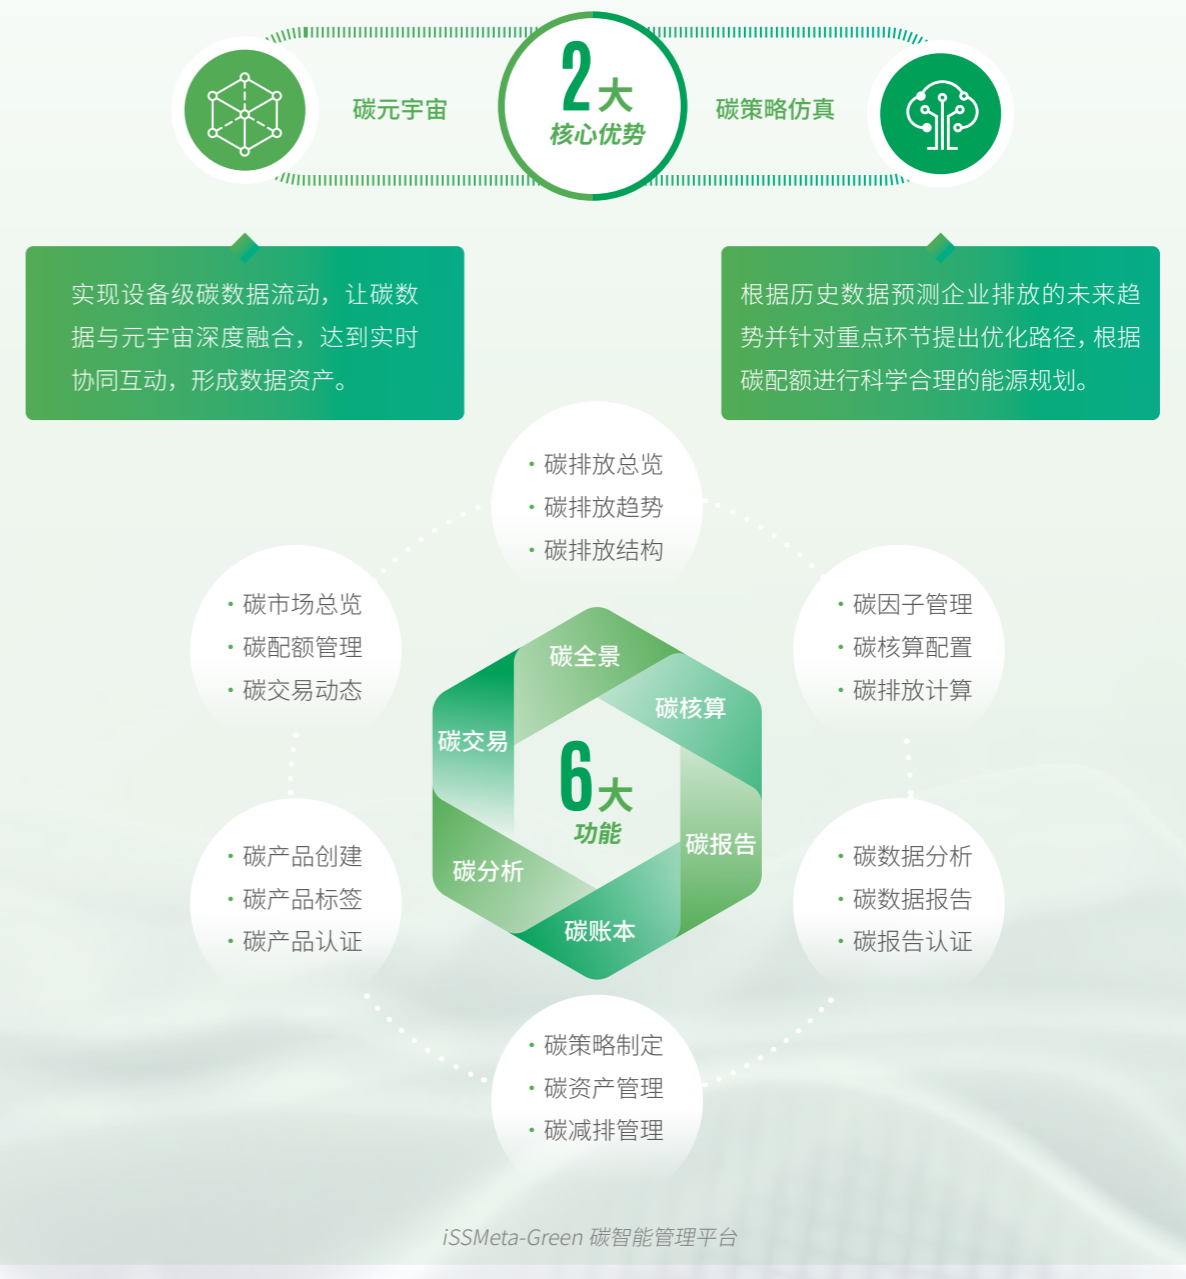 碳元宇宙
2大
核心优势
碳策略仿真
实现设备级碳数据流动，让碳数
据与元宇宙深度融合，达到实时
协同互动，形成数据资产。
根据历史数据预测企业排放的未来趋
势并针对重点环节提出优化路径，根据
碳配额进行科学合理的能源规划。
·碳排放总览
·碳排放趋势
·碳排放结构
·碳市场总览
·碳配额管理
·碳交易动态
·碳因子管理
·碳核算配置
·碳排放计算
碳全景
碳核算
碳交易
6大
功能
碳报告
碳分析
碳账本
·碳产品创建
·碳产品标签
·碳产品认证
·碳数据分析
·碳数据报告
·碳报告认证
·碳策略制定
·碳资产管理
·碳减排管理
iSSMeta-Green 碳智能管理平台